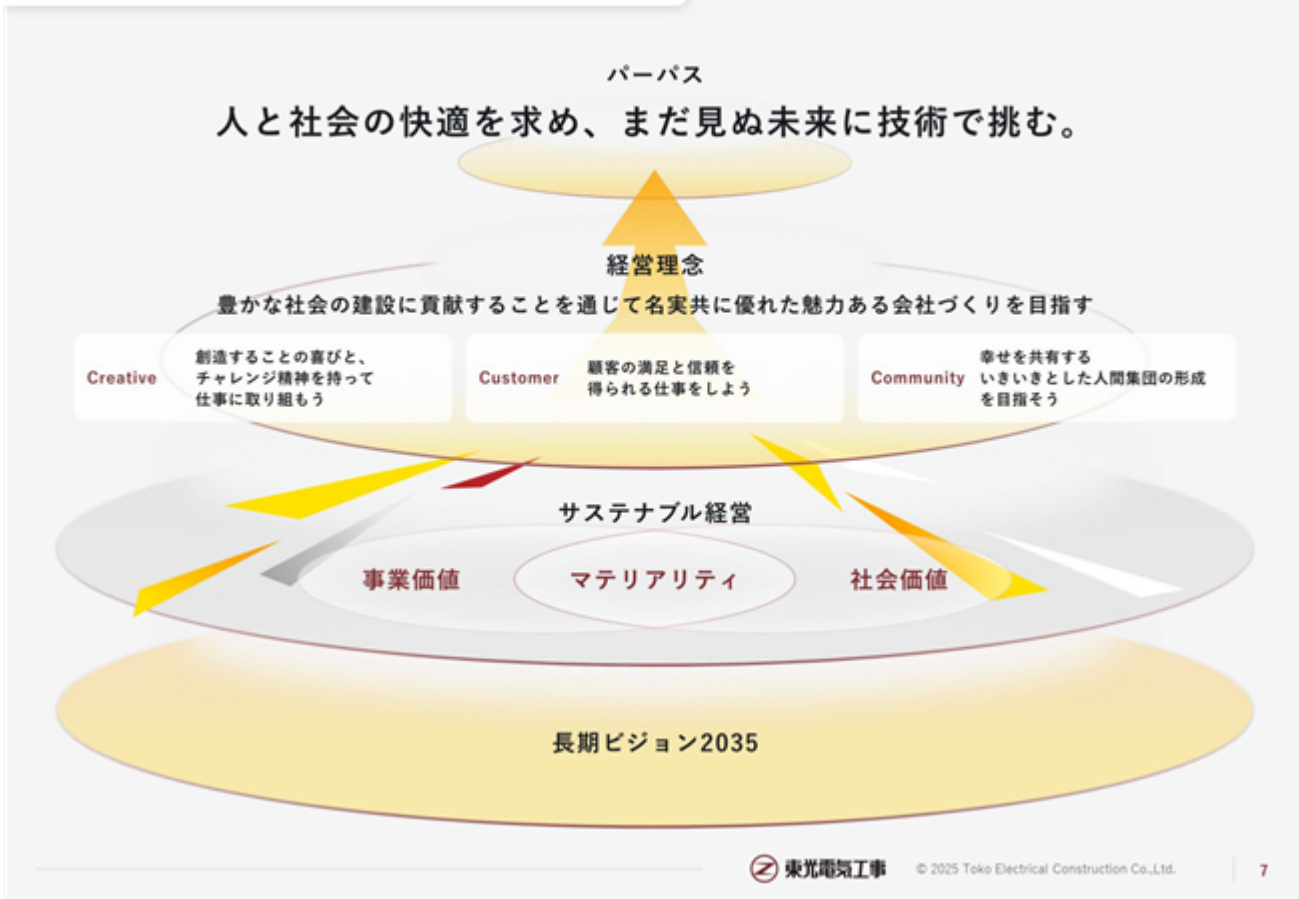 パーパス
人と社会の快適を求め、まだ見ぬ未来に技術で挑む。
経営理念
豊かな社会の建設に貢献することを通じて名実共に優れた魅力ある会社づくりを目指す
Creative
創造することの喜びと、
チャレンジ精神を持って
仕事に取り組もう
Customer
顧客の満足と信頼を
得られる仕事をしよう
Community
幸せを共有する
いきいきとした人間集団の形成
を目指そう
サステナブル経営
事業価値
マテリアリティ
社会価値
長期ビジョン2035
東光電気工事
© 2025 Toko Electrical Construction Co.,Ltd.
7